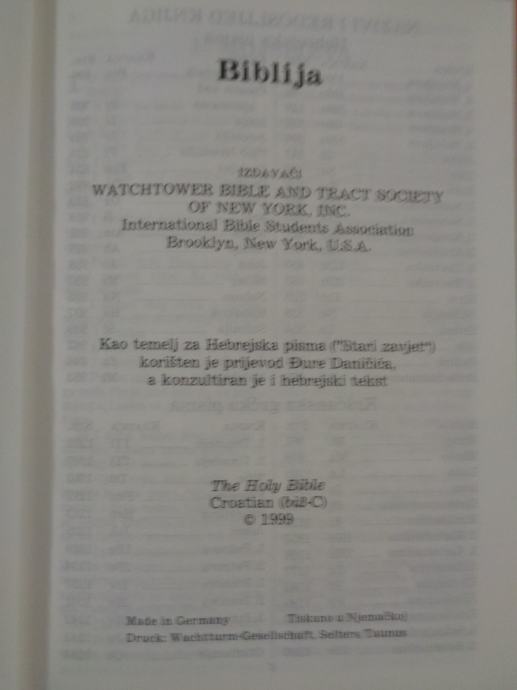 Biblija
IZDAVAČI
WATCHTOWER BIBLE AND TRACT SOCIETY
OF NEW YORK, INC.
International Bible Students Association
Brooklyn, New York, U.S.A.
Kao temelj za Hebrejska pisma ("Stari zavjet")
korišten je prijevod Đure Daničića,
a konzultiran je i hebrejski tekst
The Holy Bible
Croatian (bi8-C)
© 1999
Made in Germany Tiskano u Njemačkoj
Druck: Wachtturm-Gesellschaft, Selters/Taunus